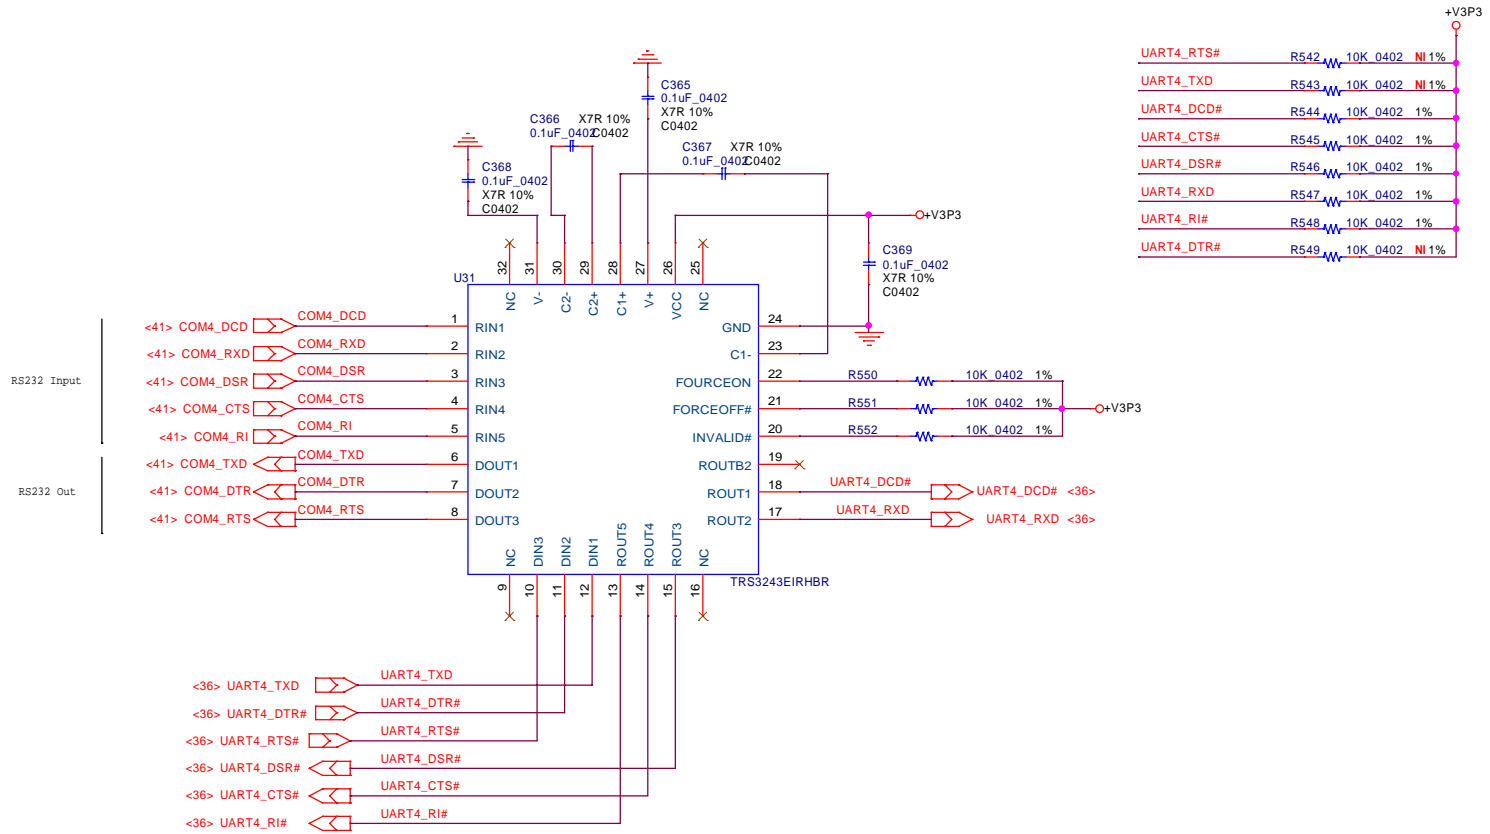 +V3P3
UART4_RTS# R542 10K_0402 NI 1%
UART4_TXD R543 10K_0402 NI 1%
UART4_DCD# R544 10K_0402 1%
UART4_CTS# R545 10K_0402 1%
UART4_DSR# R546 10K_0402 1%
UART4_RXD R547 10K_0402 1%
UART4_RI# R548 10K_0402 1%
UART4_DTR# R549 10K_0402 NI 1%
C365
0.1uF_0402
X7R 10%
C0402
C366 X7R 10%
0.1uF_0402 C0402
C367 X7R 10%
0.1uF_0402 C0402
C368
0.1uF_0402
X7R 10%
C0402
+V3P3
C369
0.1uF_0402
X7R 10%
C0402
U31
32 31 30 29 28 27 26 25
NC V- C2- C2+ C1+ V+ VCC NC
RS232 Input
<41> COM4_DCD COM4_DCD 1 RIN1
<41> COM4_RXD COM4_RXD 2 RIN2
<41> COM4_DSR COM4_DSR 3 RIN3
<41> COM4_CTS COM4_CTS 4 RIN4
<41> COM4_RI COM4_RI 5 RIN5
RS232 Out
<41> COM4_TXD COM4_TXD 6 DOUT1
<41> COM4_DTR COM4_DTR 7 DOUT2
<41> COM4_RTS COM4_RTS 8 DOUT3
GND 24
C1- 23
FOURCEON 22 R550 10K_0402 1%
FORCEOFF# 21 R551 10K_0402 1% +V3P3
INVALID# 20 R552 10K_0402 1%
ROUTB2 19
ROUT1 18 UART4_DCD# UART4_DCD# <36>
ROUT2 17 UART4_RXD UART4_RXD <36>
NC DIN3 DIN2 DIN1 ROUT5 ROUT4 ROUT3 NC
9 10 11 12 13 14 15 16
TRS3243EIRHBR
<36> UART4_TXD UART4_TXD
<36> UART4_DTR# UART4_DTR#
<36> UART4_RTS# UART4_RTS#
<36> UART4_DSR# UART4_DSR#
<36> UART4_CTS# UART4_CTS#
<36> UART4_RI# UART4_RI#